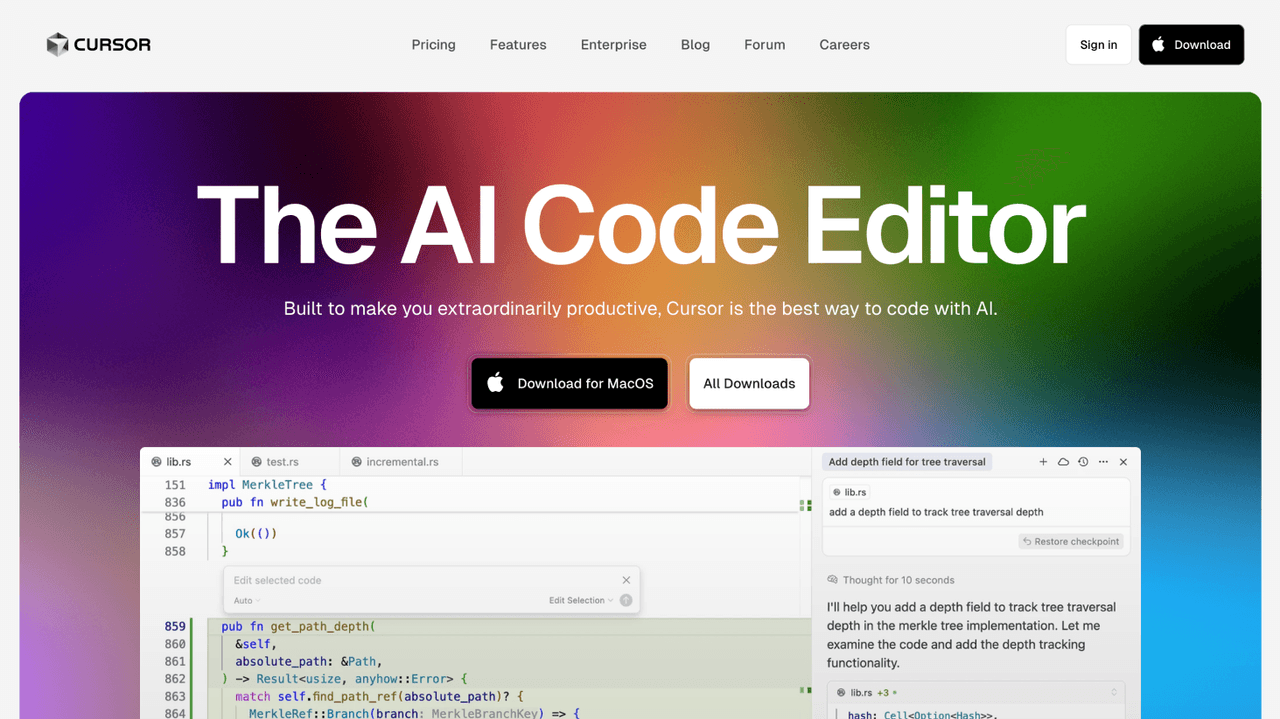 CURSOR
Pricing Features Enterprise Blog Forum Careers
Sign in
Download
The AI Code Editor
Built to make you extraordinarily productive, Cursor is the best way to code with AI.
Download for MacOS
All Downloads
lib.rs test.rs incremental.rs
151 impl MerkleTree {
836 pub fn write_log_file(
856
857 Ok(())
858 }
Edit selected code
Auto
Edit Selection
859 pub fn get_path_depth(
860 &self,
861 absolute_path: &Path,
862 ) -> Result<usize, anyhow::Error> {
863 match self.find_path_ref(absolute_path)? {
864 MerkleRef::Branch(branch: MerkleBranchKey) => {
Add depth field for tree traversal
lib.rs
add a depth field to track tree traversal depth
Restore checkpoint
Thought for 10 seconds
I'll help you add a depth field to track tree traversal
depth in the merkle tree implementation. Let me
examine the code and add the depth tracking
functionality.
lib.rs +3
hash: Cell<Option<Hash>>,